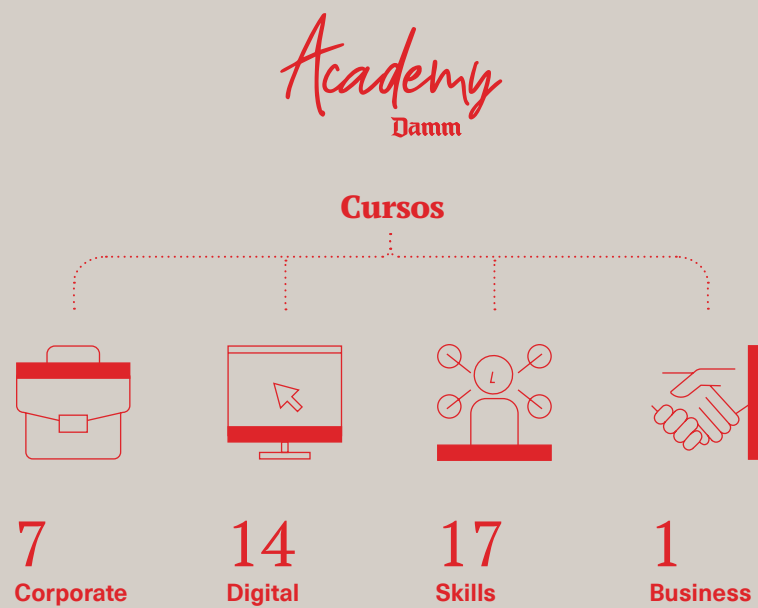 Academy
Damm
Cursos
7
Corporate
14
Digital
17
Skills
1
Business